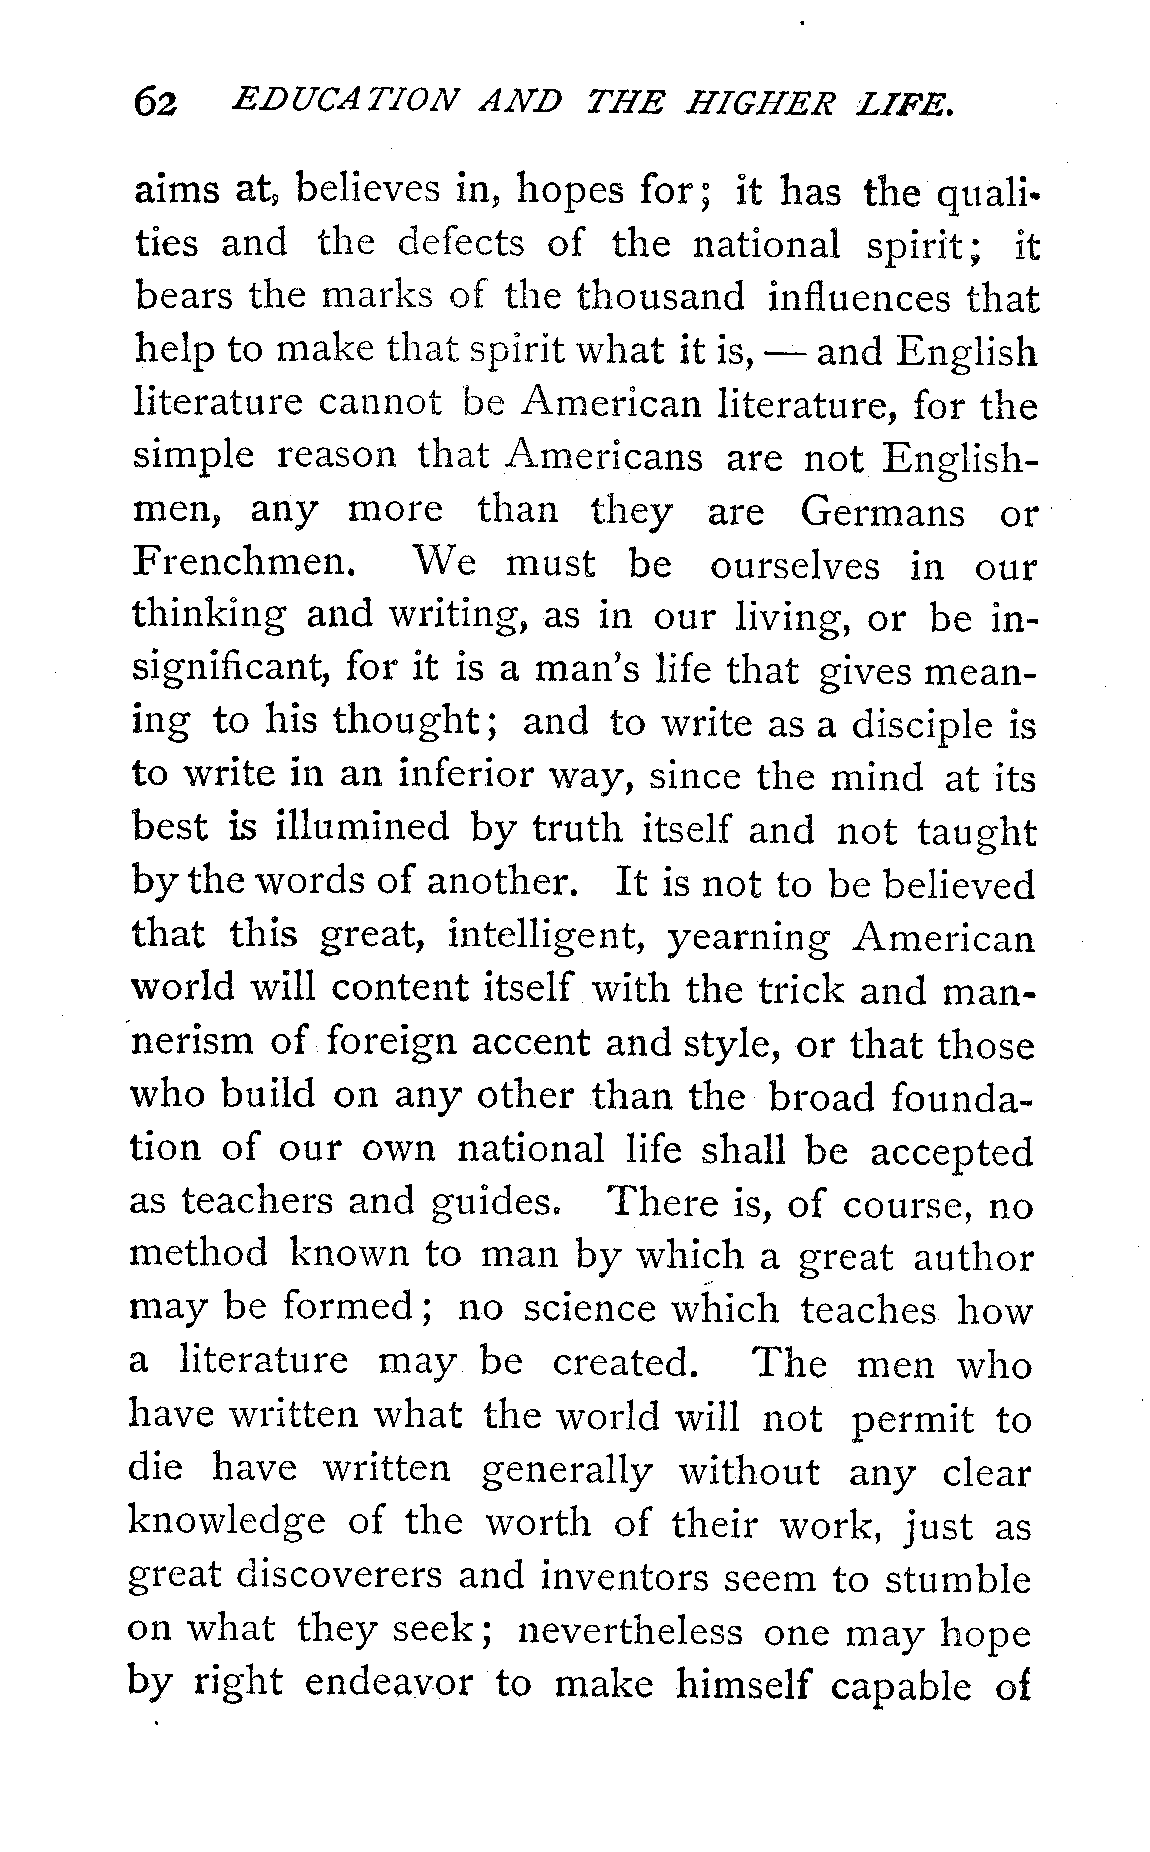 62 EDUCATION AND THE HIGHER LIFE.
aims at, believes in, hopes for; it has the quali-
ties and the defects of the national spirit; it
bears the marks of the thousand influences that
help to make that spirit what it is, — and English
literature cannot be American literature, for the
simple reason that Americans are not English-
men, any more than they are Germans or
Frenchmen. We must be ourselves in our
thinking and writing, as in our living, or be in-
significant, for it is a man's life that gives mean-
ing to his thought; and to write as a disciple is
to write in an inferior way, since the mind at its
best is illumined by truth itself and not taught
by the words of another. It is not to be believed
that this great, intelligent, yearning American
world will content itself with the trick and man-
nerism of foreign accent and style, or that those
who build on any other than the broad founda-
tion of our own national life shall be accepted
as teachers and guides. There is, of course, no
method known to man by which a great author
may be formed; no science which teaches how
a literature may be created. The men who
have written what the world will not permit to
die have written generally without any clear
knowledge of the worth of their work, just as
great discoverers and inventors seem to stumble
on what they seek; nevertheless one may hope
by right endeavor to make himself capable of